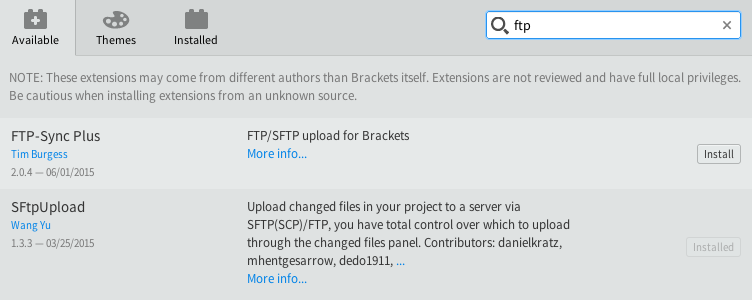 Available Themes Installed
ftp ×
NOTE: These extensions may come from different authors than Brackets itself. Extensions are not reviewed and have full local privileges.
Be cautious when installing extensions from an unknown source.
FTP-Sync Plus
Tim Burgess
2.0.4 — 06/01/2015
FTP/SFTP upload for Brackets
More info...
Install
SFtpUpload
Wang Yu
1.3.3 — 03/25/2015
Upload changed files in your project to a server via
SFTP(SCP)/FTP, you have total control over which to upload
through the changed files panel. Contributors: danielkratz,
mhentgesarrow, dedo1911, ...
More info...
Installed